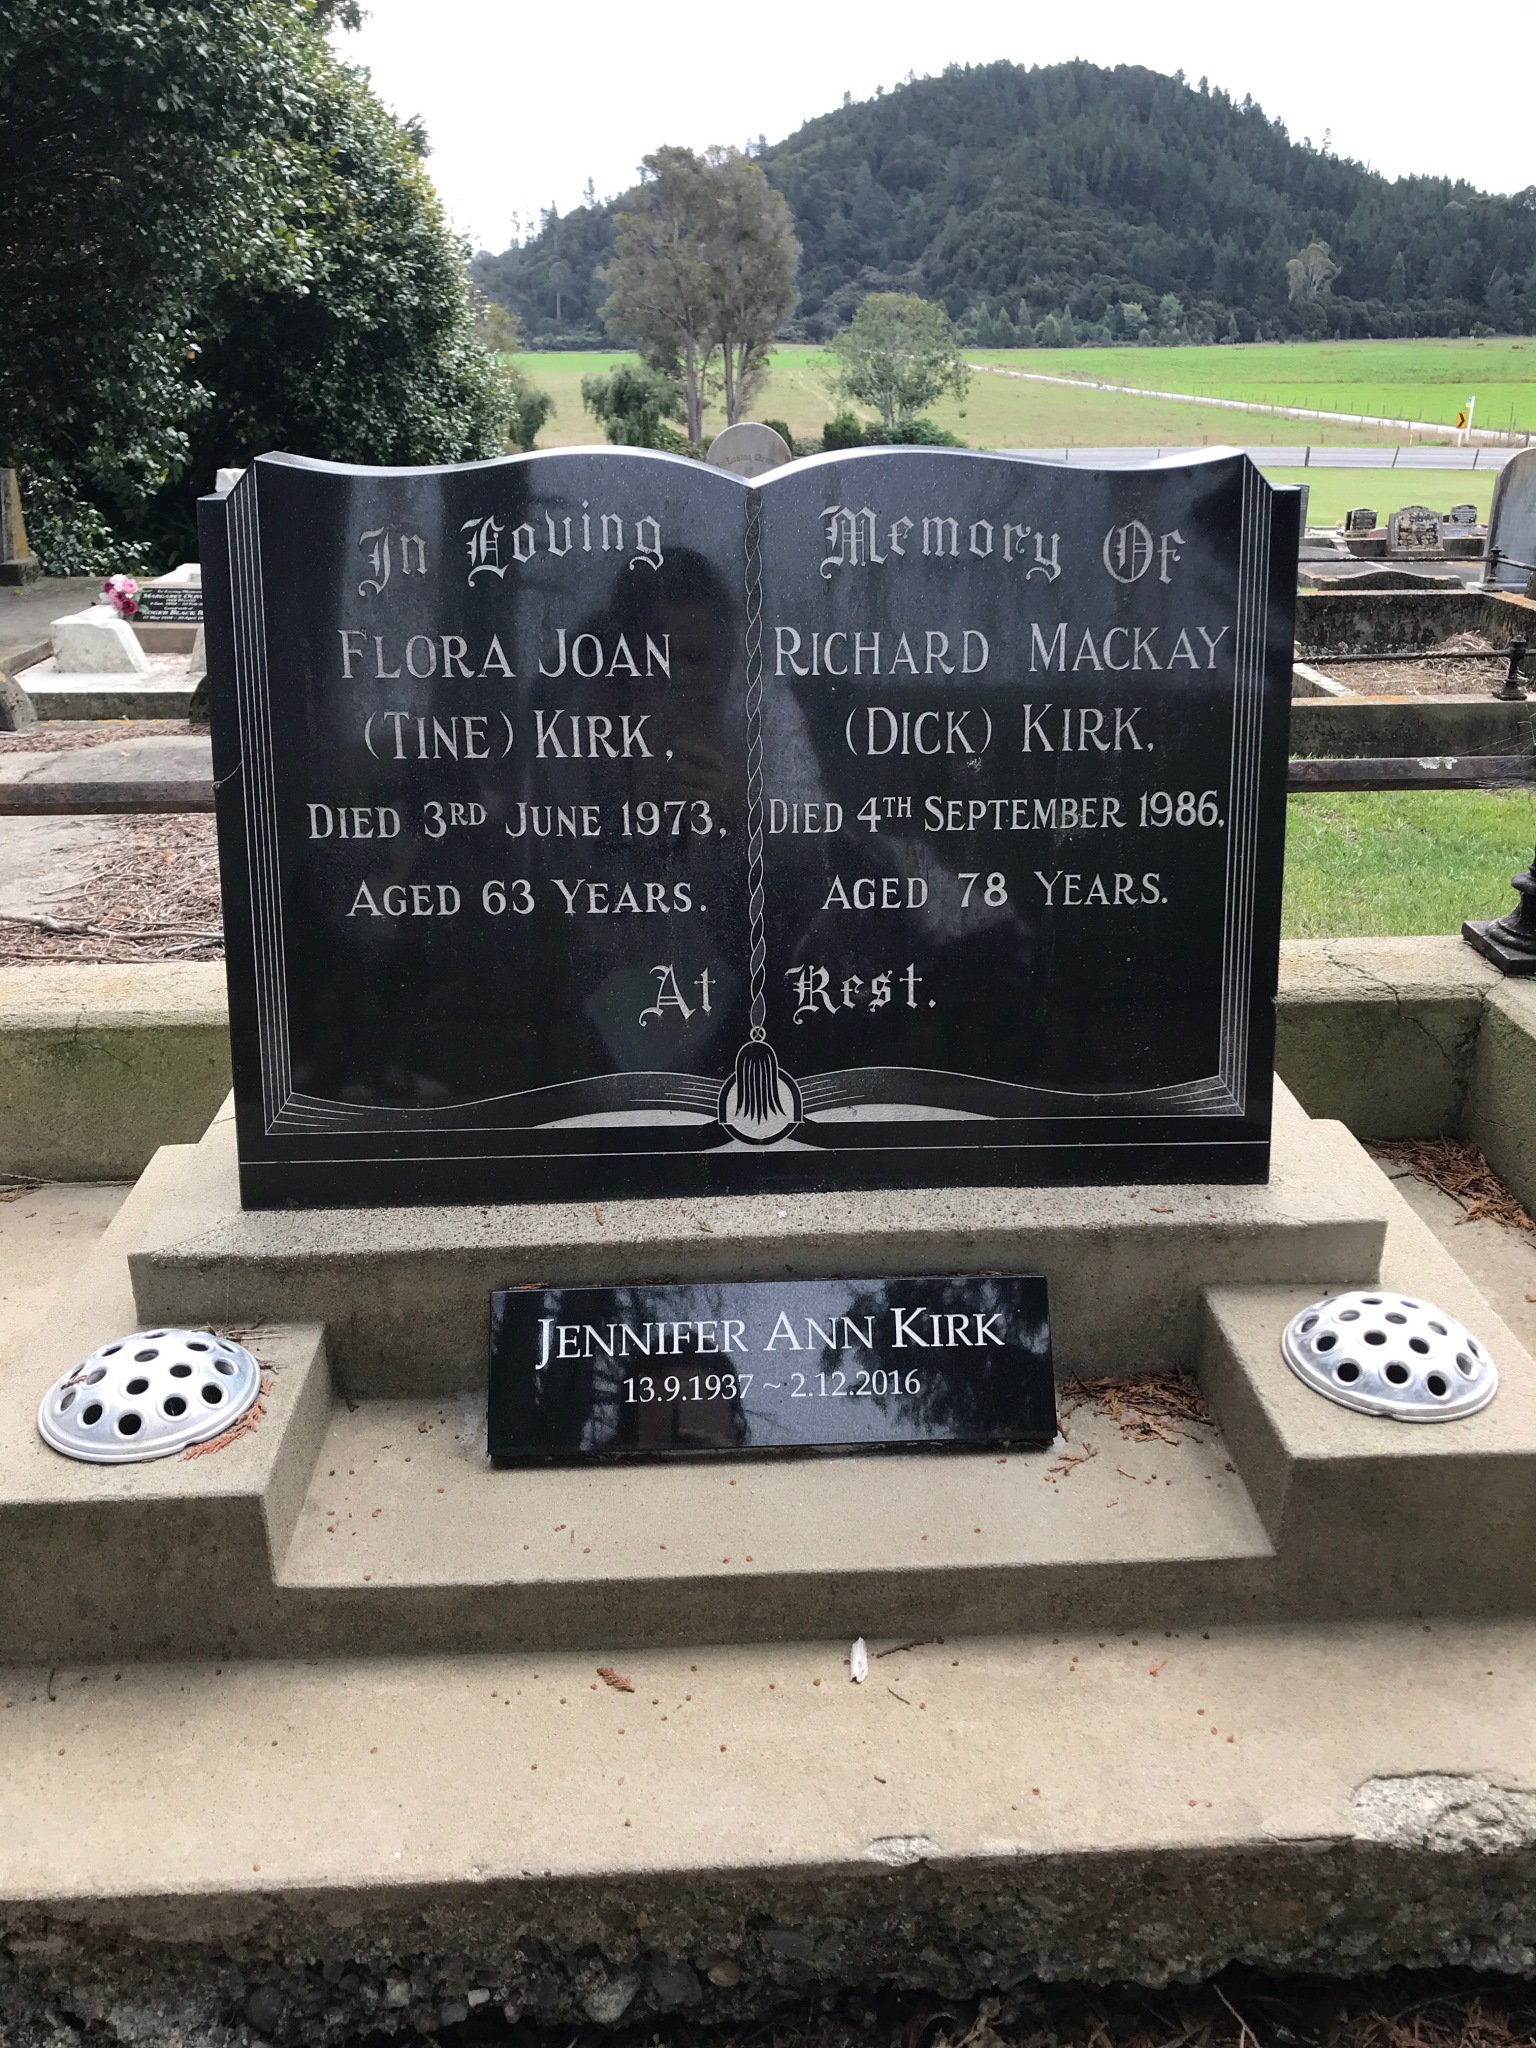 In Loving Memory Of
FLORA JOAN
(TINE) KIRK,
DIED 3RD JUNE 1973,
AGED 63 YEARS.
RICHARD MACKAY
(DICK) KIRK,
DIED 4TH SEPTEMBER 1986,
AGED 78 YEARS.
At Rest.
JENNIFER ANN KIRK
13.9.1937 ~ 2.12.2016